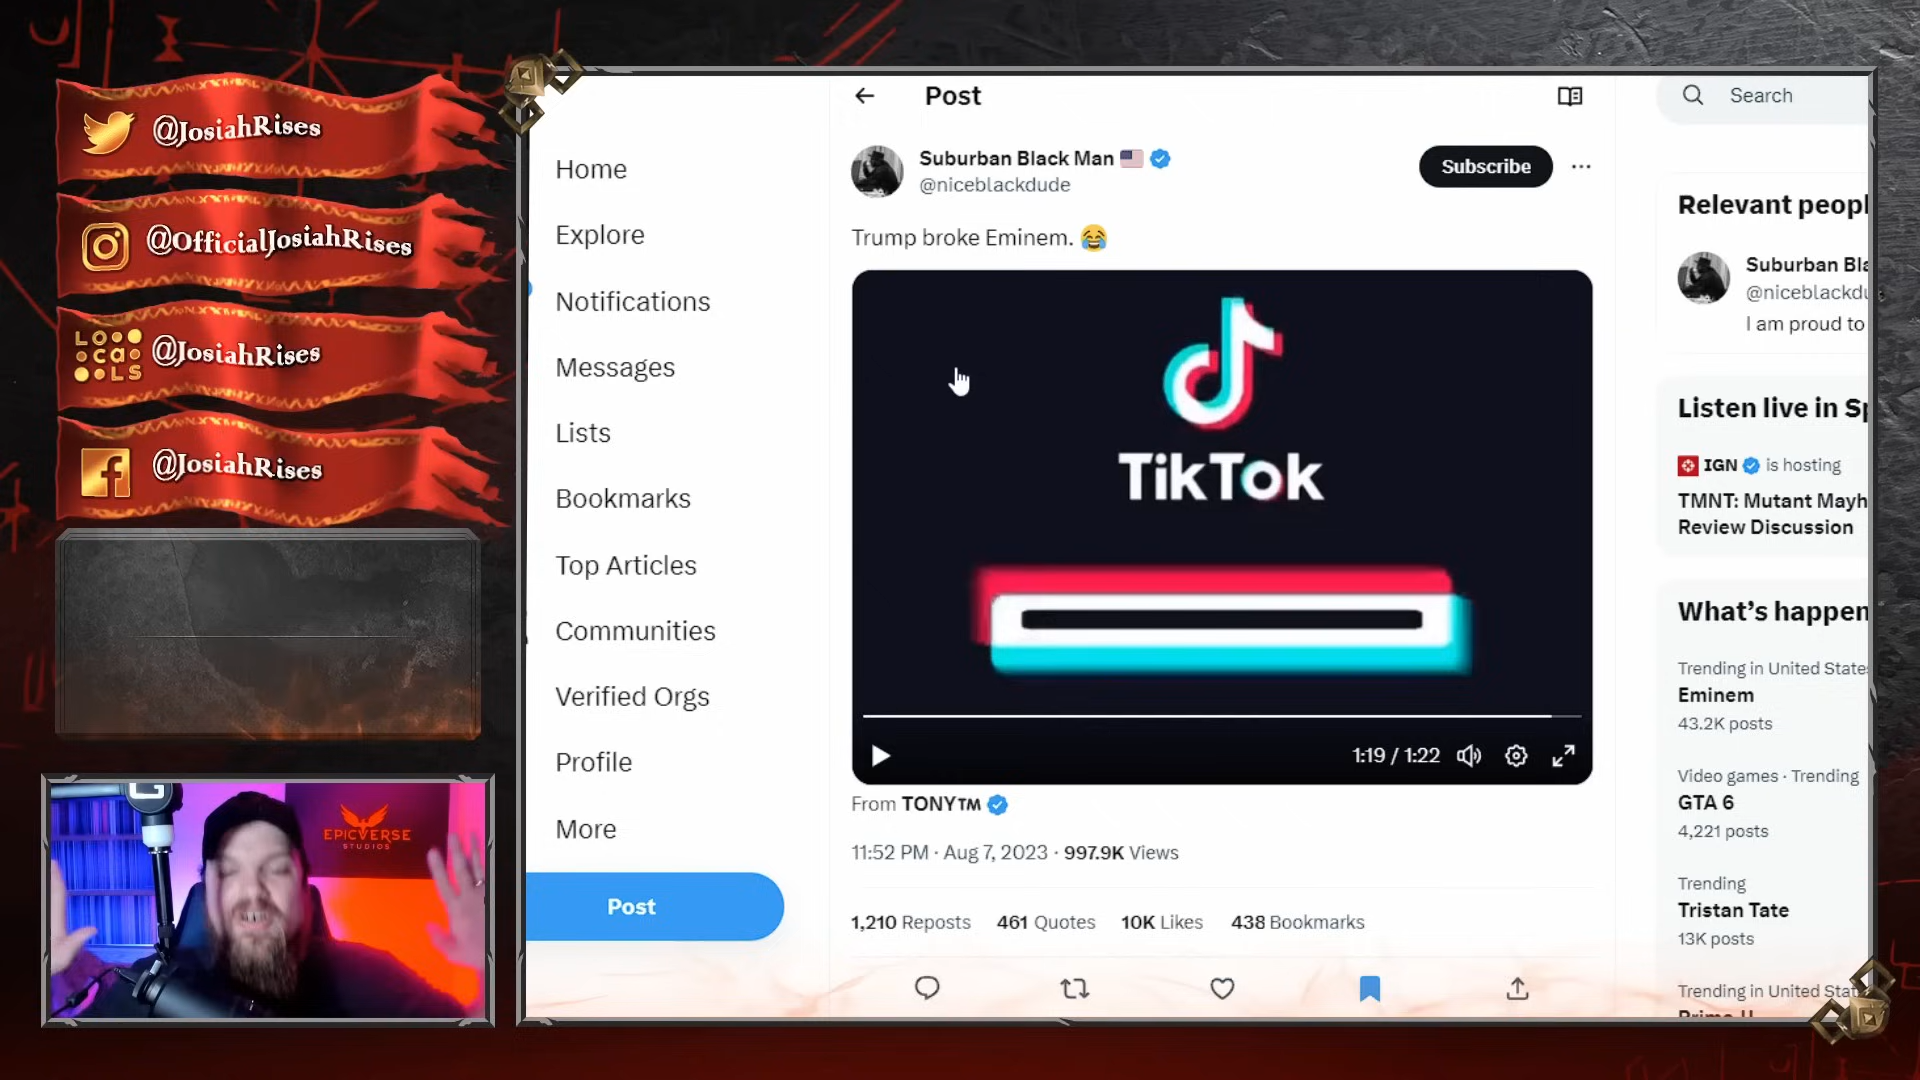 @JosiahRises
@OfficialJosiahRises
LOCALS
@JosiahRises
@JosiahRises
EPICVERSE
STUDIOS
Home
Explore
Notifications
Messages
Lists
Bookmarks
Top Articles
Communities
Verified Orgs
Profile
More
Post
Post
Suburban Black Man
@niceblackdude
Subscribe
Trump broke Eminem. 😂
TikTok
1:19 / 1:22
From TONY™
11:52 PM · Aug 7, 2023 · 997.9K Views
1,210 Reposts 461 Quotes 10K Likes 438 Bookmarks
Search
Relevant peopl
Suburban Bla
@niceblackdu
I am proud to
Listen live in Sp
IGN is hosting
TMNT: Mutant Mayh
Review Discussion
What's happen
Trending in United States
Eminem
43.2K posts
Video games · Trending
GTA 6
4,221 posts
Trending
Tristan Tate
13K posts
Trending in United Stat